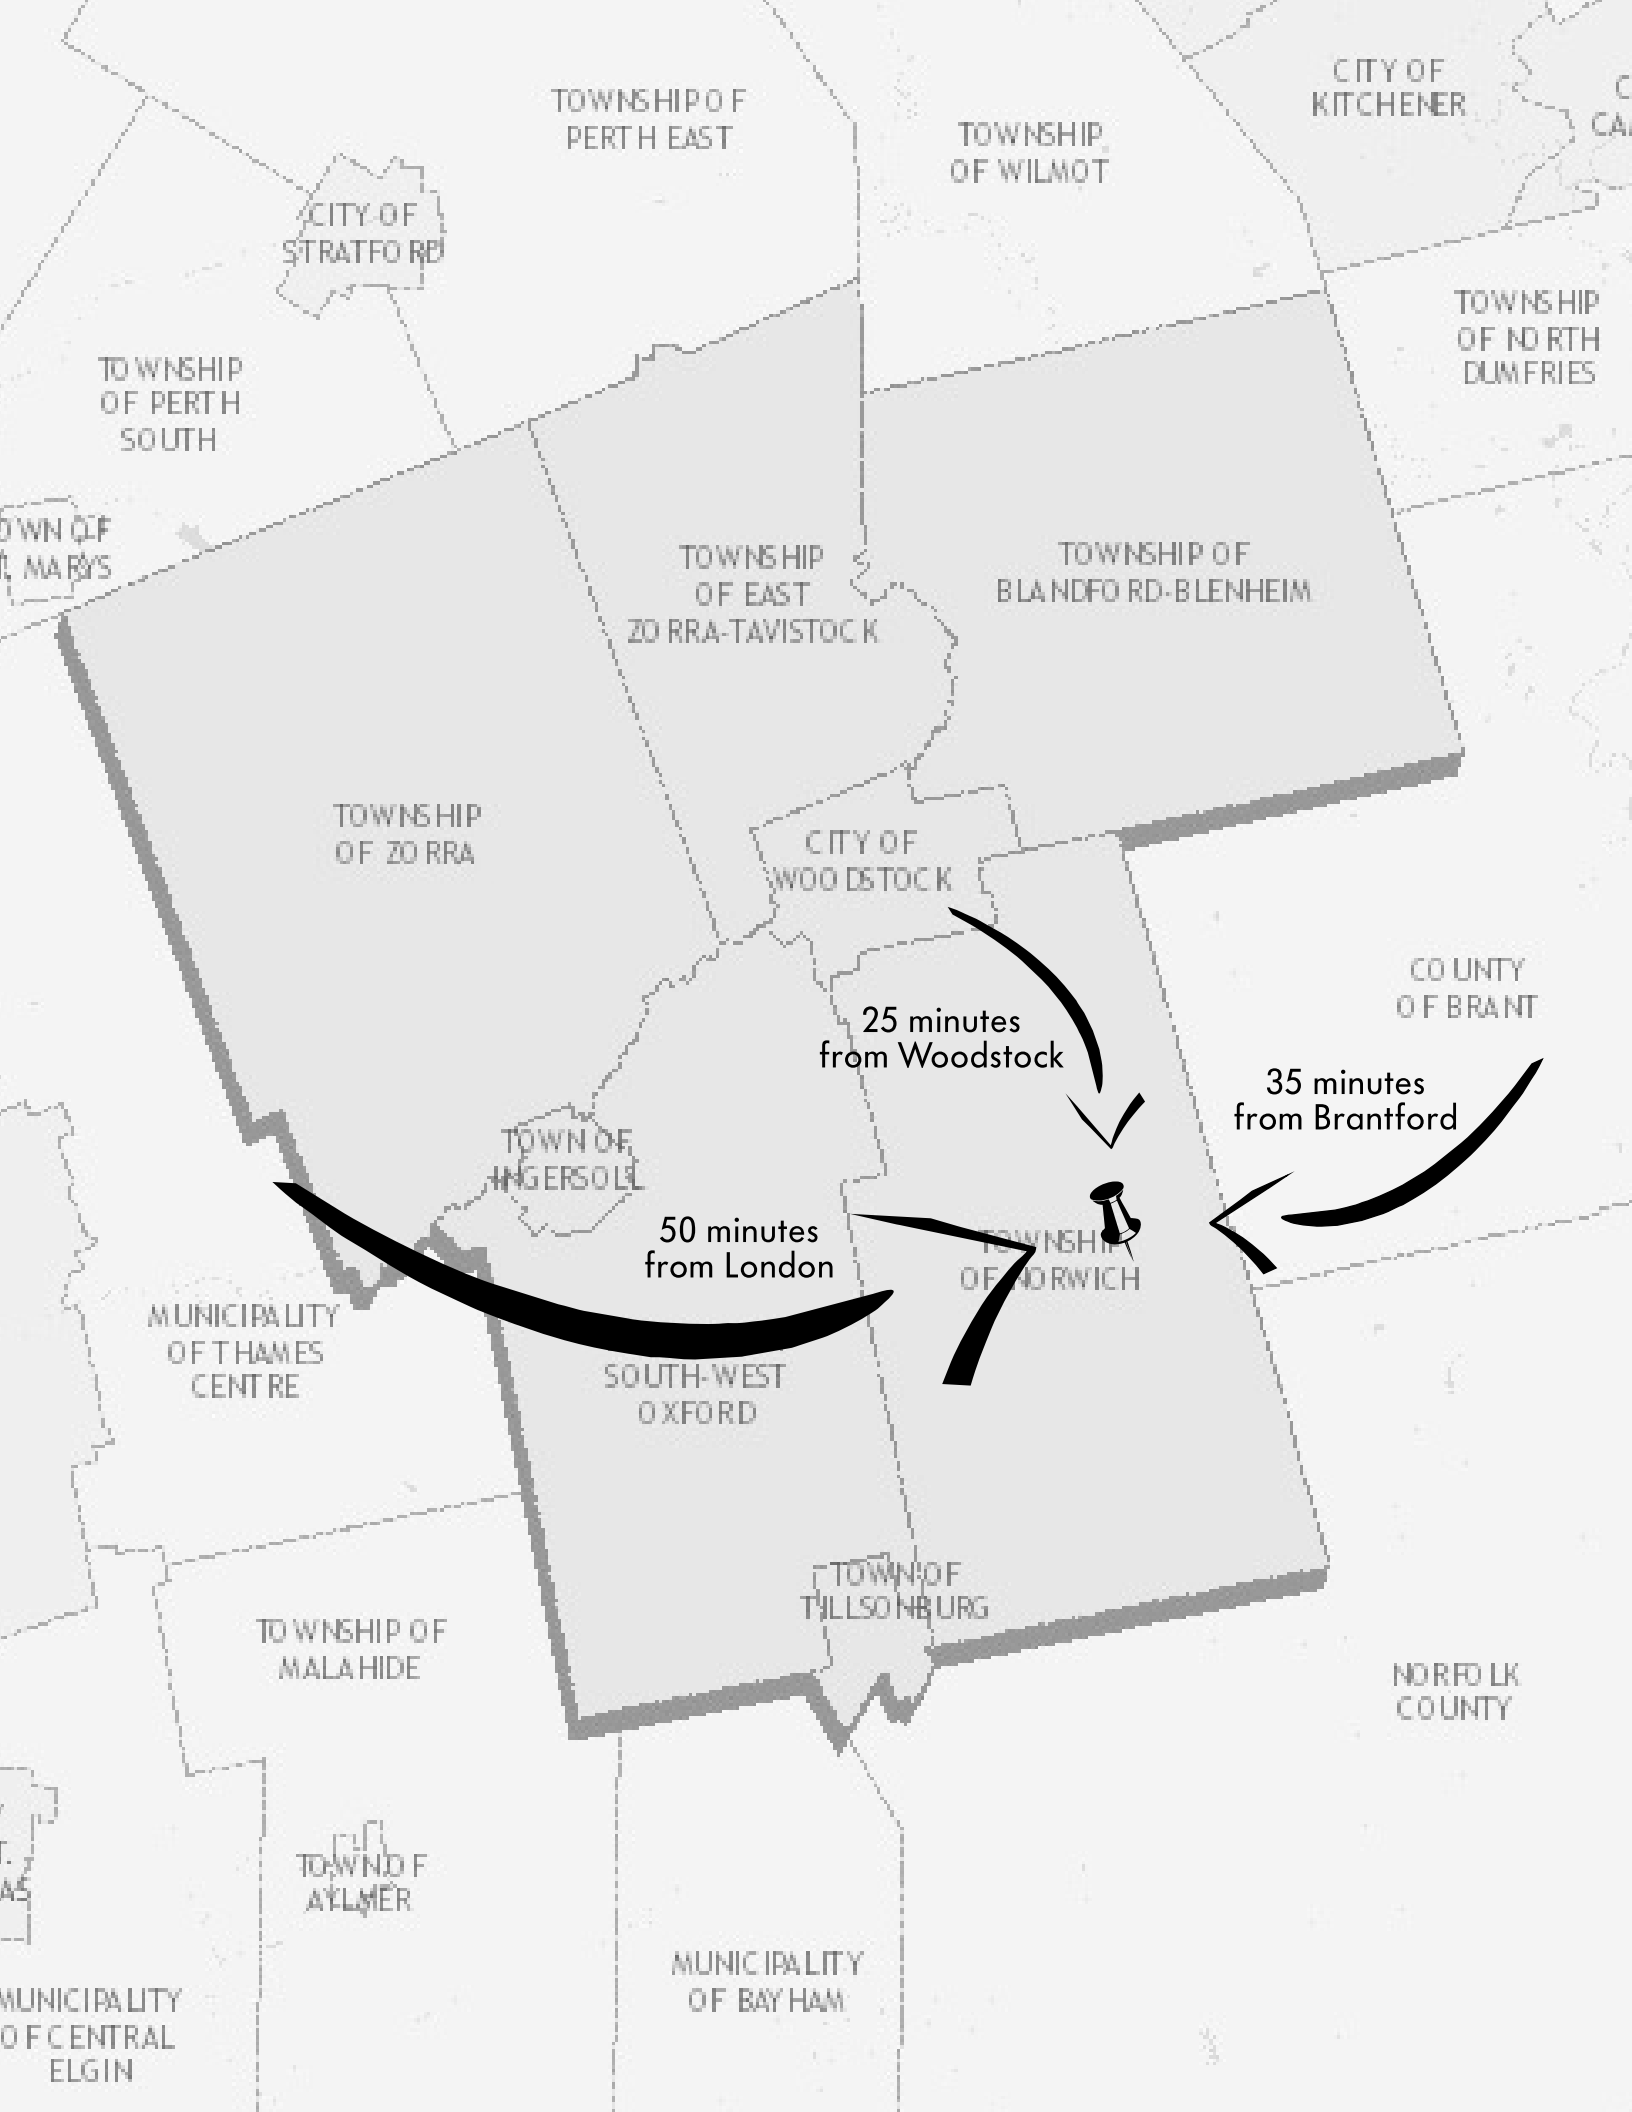 TOWNSHIP OF
PERTH EAST
CITY OF
KITCHENER
TOWNSHIP
OF WILMOT
CITY OF
STRATFORD
TOWNSHIP
OF NORTH
DUMFRIES
TOWNSHIP
OF PERTH
SOUTH
MARYS
TOWNSHIP
OF EAST
ZORRA-TAVISTOCK
TOWNSHIP OF
BLANDFORD-BLENHEIM
TOWNSHIP
OF ZORRA
CITY OF
WOODSTOCK
COUNTY
OF BRANT
25 minutes
from Woodstock
35 minutes
from Brantford
TOWN OF
INGERSOLL
50 minutes
from London
TOWNSHIP
OF NORWICH
MUNICIPALITY
OF THAMES
CENTRE
SOUTH-WEST
OXFORD
TOWN OF
TILLSONBURG
TOWNSHIP OF
MALAHIDE
NORFOLK
COUNTY
TOWN OF
AYLMER
MUNICIPALITY
OF BAYHAM
MUNICIPALITY
OF CENTRAL
ELGIN